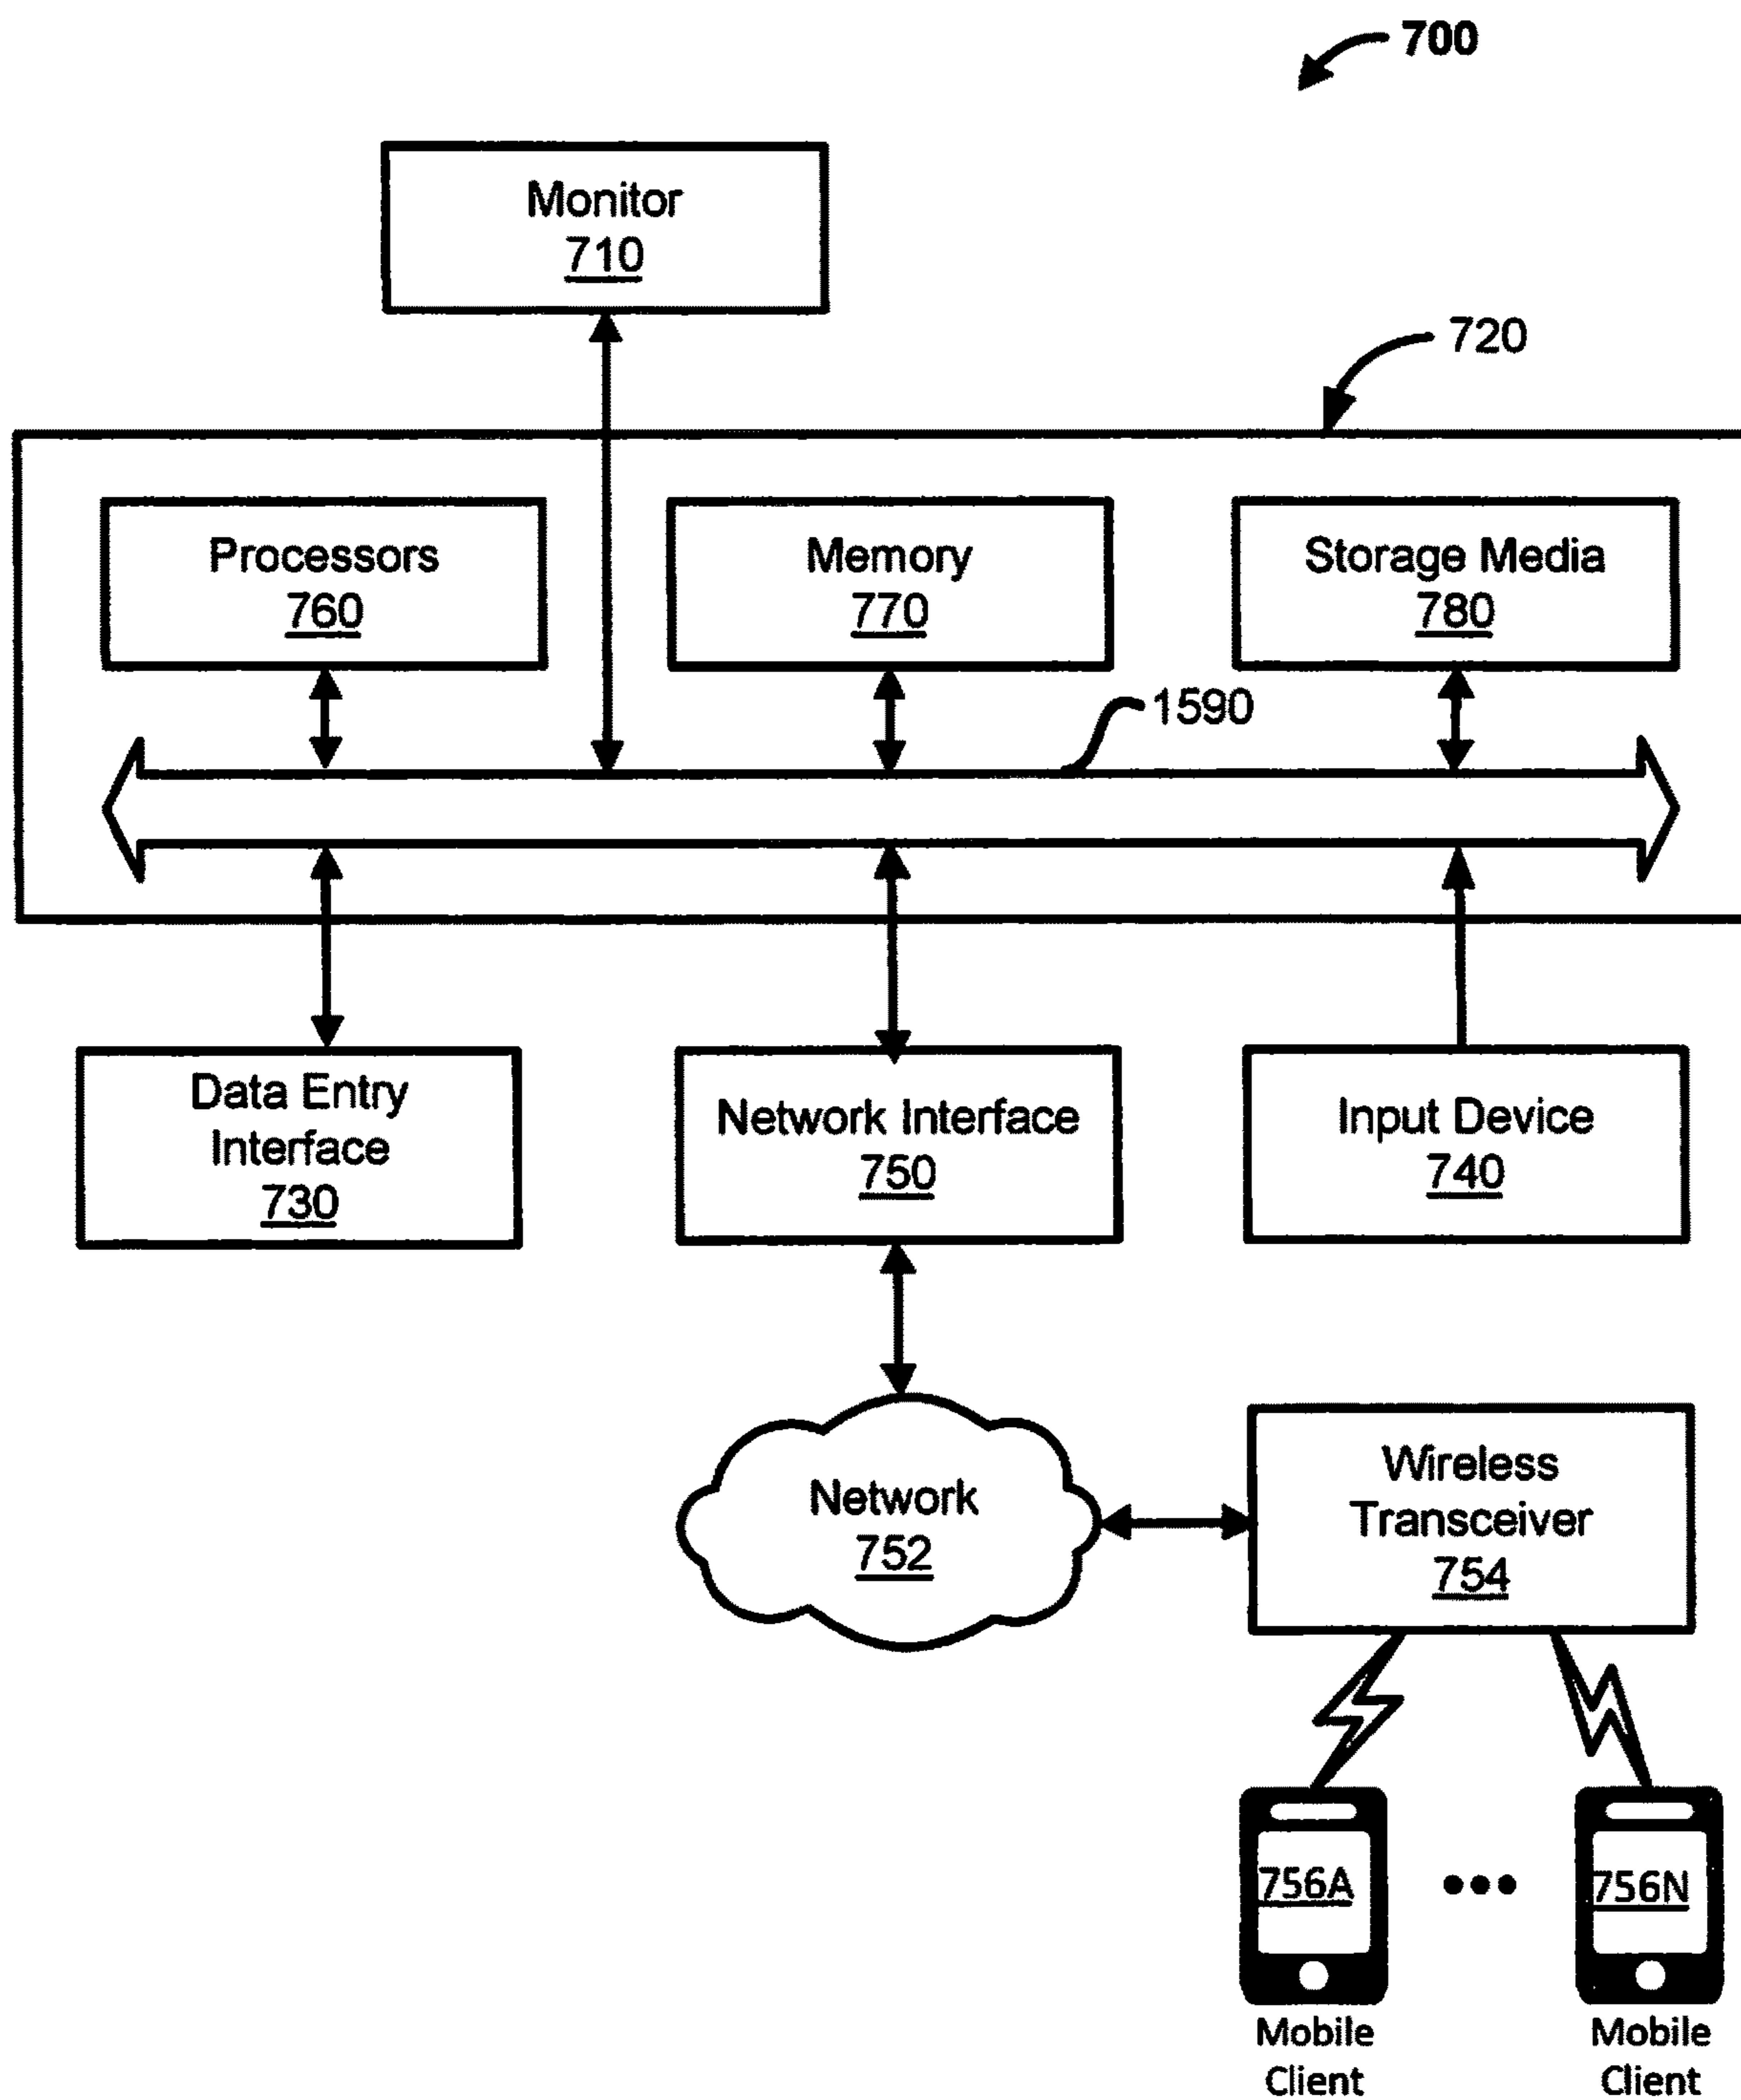 700
Monitor
710
720
Processors
760
Memory
770
Storage Media
780
1590
Data Entry
Interface
730
Network Interface
750
Input Device
740
Network
752
Wireless
Transceiver
754
756A
756N
Mobile
Client
Mobile
Client